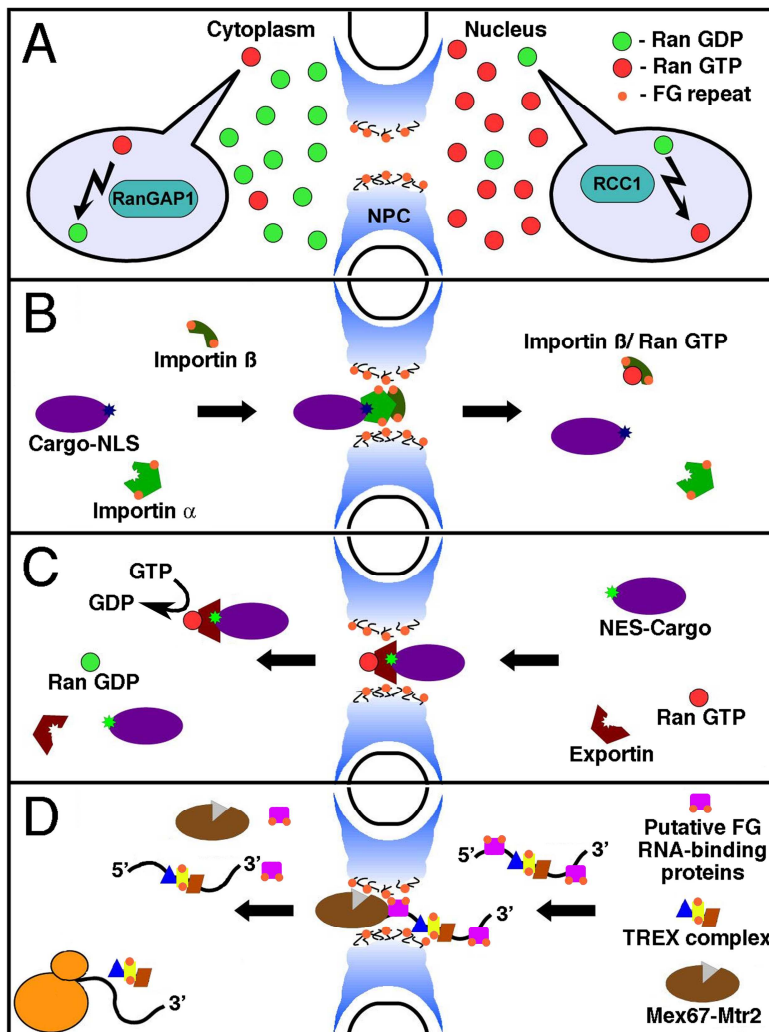 A
Cytoplasm
Nucleus
- Ran GDP
- Ran GTP
- FG repeat
RanGAP1
RCC1
NPC
B
Importin ß
Cargo-NLS
Importin α
Importin ß/ Ran GTP
C
GTP
GDP
Ran GDP
NES-Cargo
Ran GTP
Exportin
D
5’
3’
3’
5’
3’
3’
Putative FG
RNA-binding
proteins
TREX complex
Mex67-Mtr2